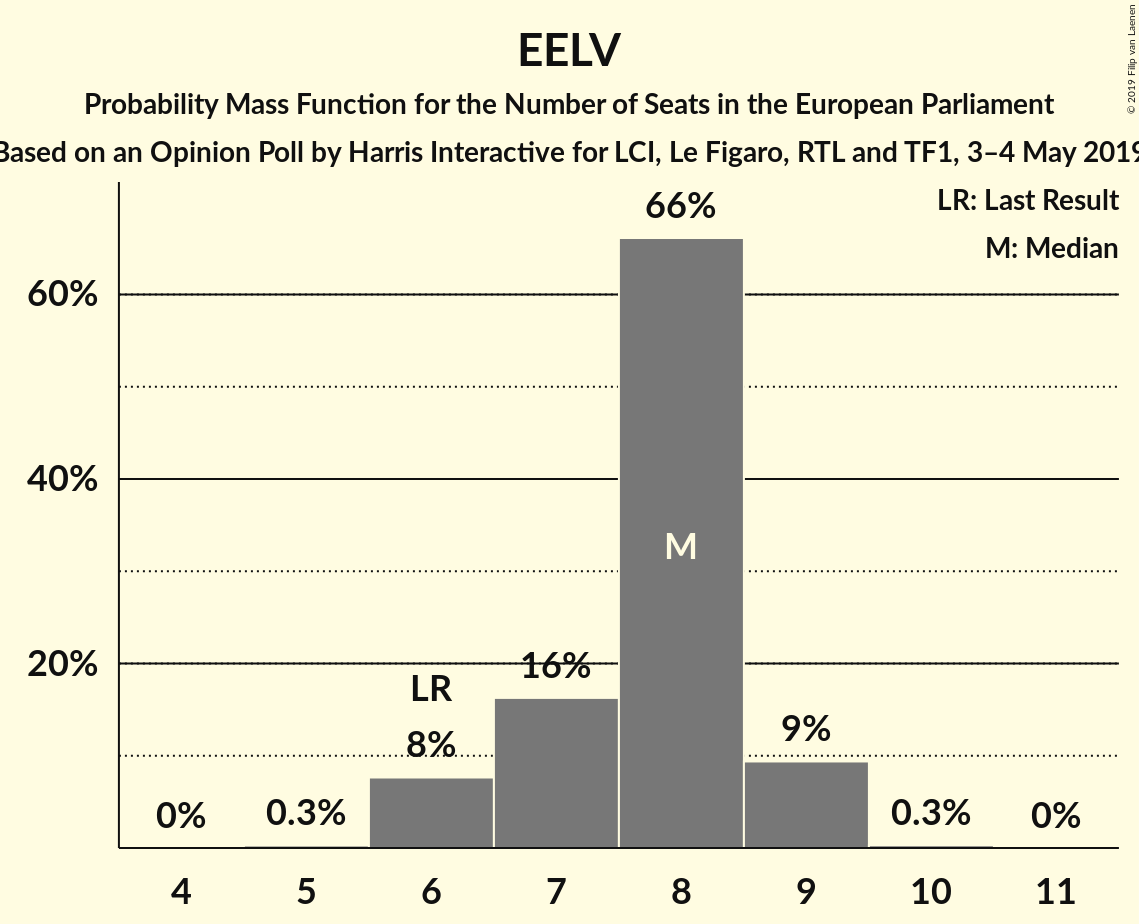 EELV
Probability Mass Function for the Number of Seats in the European Parliament
Based on an Opinion Poll by Harris Interactive for LCI, Le Figaro, RTL and TF1, 3–4 May 2019
© 2019 Filip van Laenen
LR: Last Result
M: Median
66%
60%
40%
M
20%
16%
LR
8%
9%
0%
0.3%
0.3%
0%
4
5
6
7
8
9
10
11